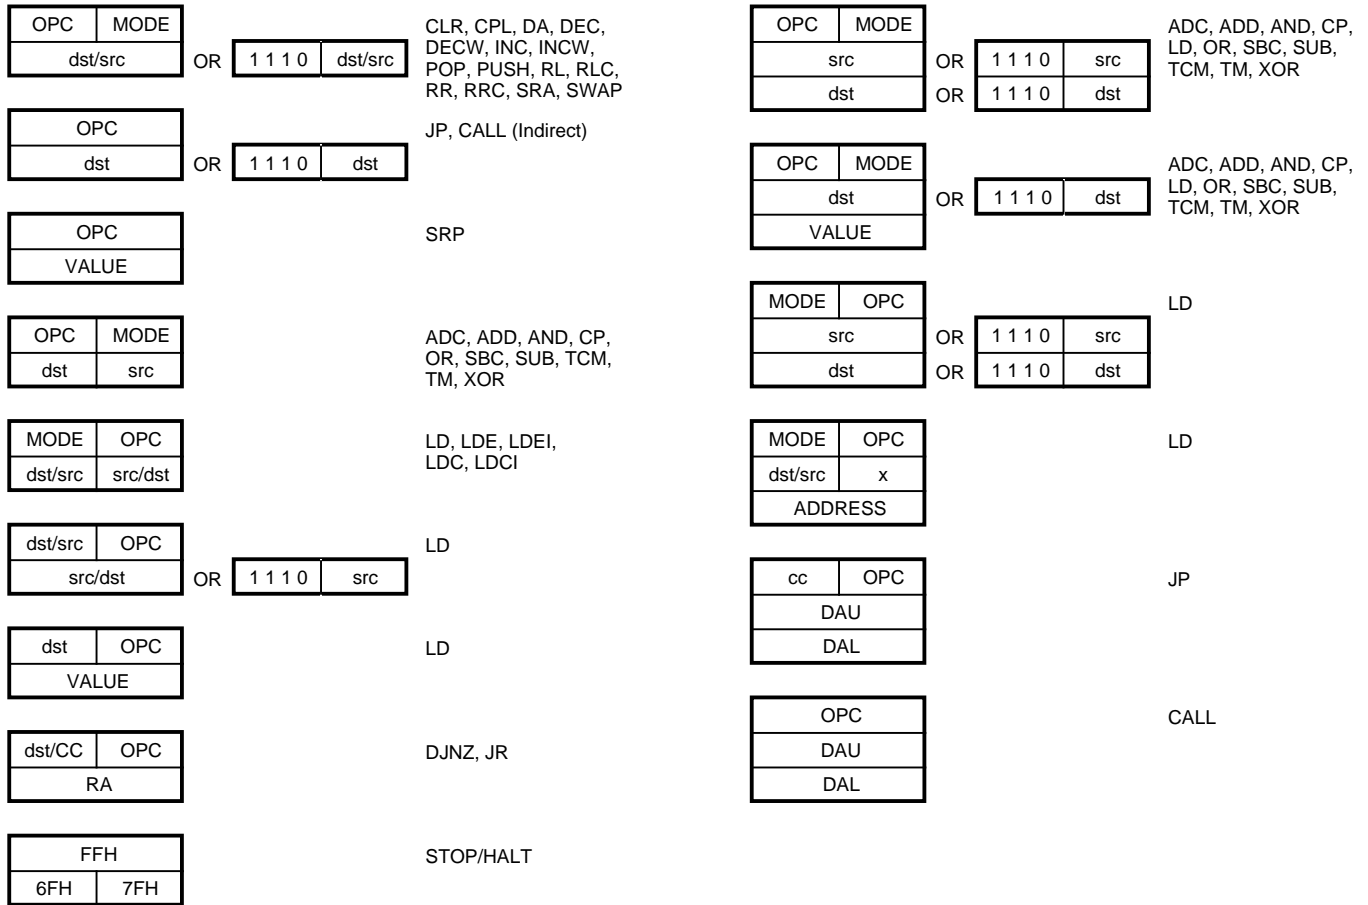 OPC MODE
dst/src OR 1 1 1 0 dst/src
CLR, CPL, DA, DEC,
DECW, INC, INCW,
POP, PUSH, RL, RLC,
RR, RRC, SRA, SWAP
OPC
dst OR 1 1 1 0 dst
JP, CALL (Indirect)
OPC
VALUE
SRP
OPC MODE
dst src
ADC, ADD, AND, CP,
OR, SBC, SUB, TCM,
TM, XOR
MODE OPC
dst/src src/dst
LD, LDE, LDEI,
LDC, LDCI
dst/src OPC
src/dst OR 1 1 1 0 src
LD
dst OPC
VALUE
LD
dst/CC OPC
RA
DJNZ, JR
FFH
6FH 7FH
STOP/HALT
OPC MODE
src OR 1 1 1 0 src
dst OR 1 1 1 0 dst
ADC, ADD, AND, CP,
LD, OR, SBC, SUB,
TCM, TM, XOR
OPC MODE
dst OR 1 1 1 0 dst
VALUE
ADC, ADD, AND, CP,
LD, OR, SBC, SUB,
TCM, TM, XOR
MODE OPC
src OR 1 1 1 0 src
dst OR 1 1 1 0 dst
LD
MODE OPC
dst/src x
ADDRESS
LD
cc OPC
DAU
DAL
JP
OPC
DAU
DAL
CALL